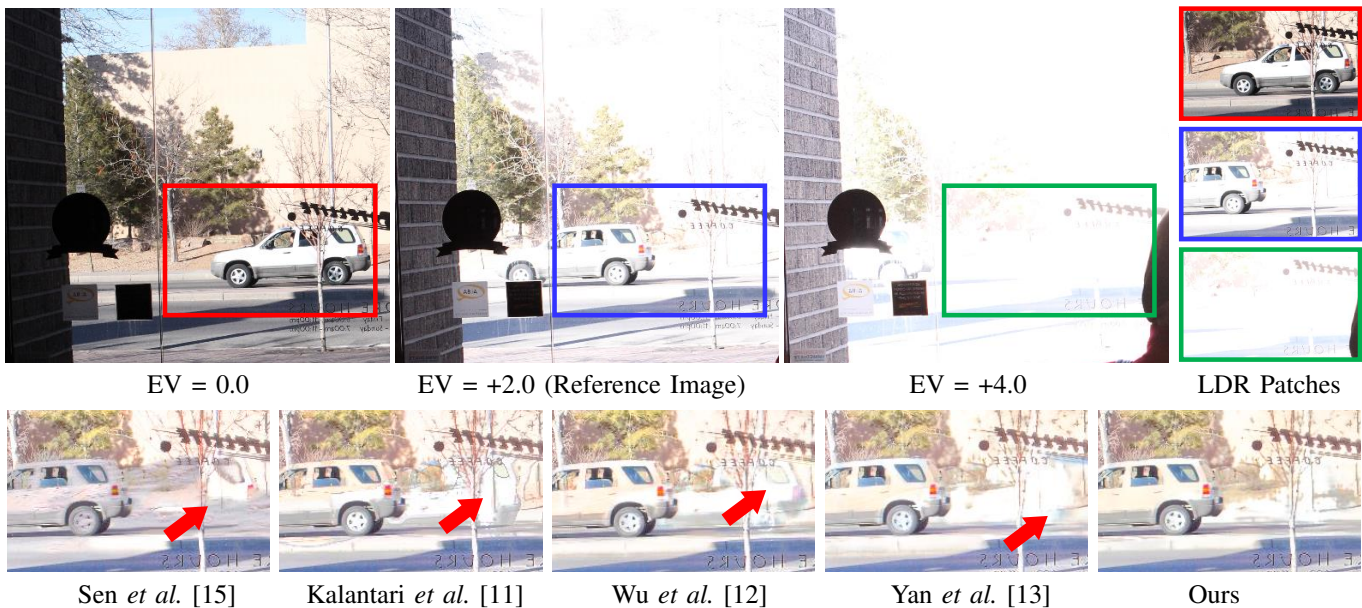 EV = 0.0
EV = +2.0 (Reference Image)
EV = +4.0
LDR Patches
Sen et al. [15]
Kalantari et al. [11]
Wu et al. [12]
Yan et al. [13]
Ours